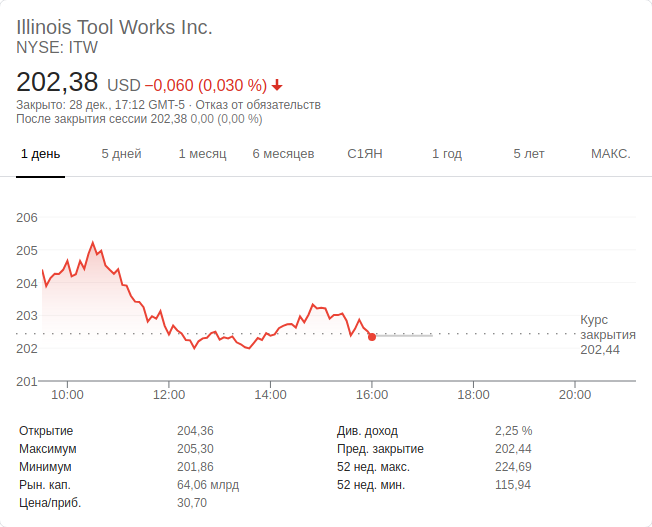 Illinois Tool Works Inc.
NYSE: ITW
202,38 USD −0,060 (0,030 %)
Закрыто: 28 дек., 17:12 GMT-5 · Отказ от обязательств
После закрытия сессии 202,38 0,00 (0,00 %)
1 день 5 дней 1 месяц 6 месяцев С1ЯН 1 год 5 лет МАКС.
206
205
204
203
202
201
Курс
закрытия
202,44
10:00 12:00 14:00 16:00 18:00 20:00
Открытие 204,36 Див. доход 2,25 %
Максимум 205,30 Пред. закрытие 202,44
Минимум 201,86 52 нед. макс. 224,69
Рын. кап. 64,06 млрд 52 нед. мин. 115,94
Цена/приб. 30,70